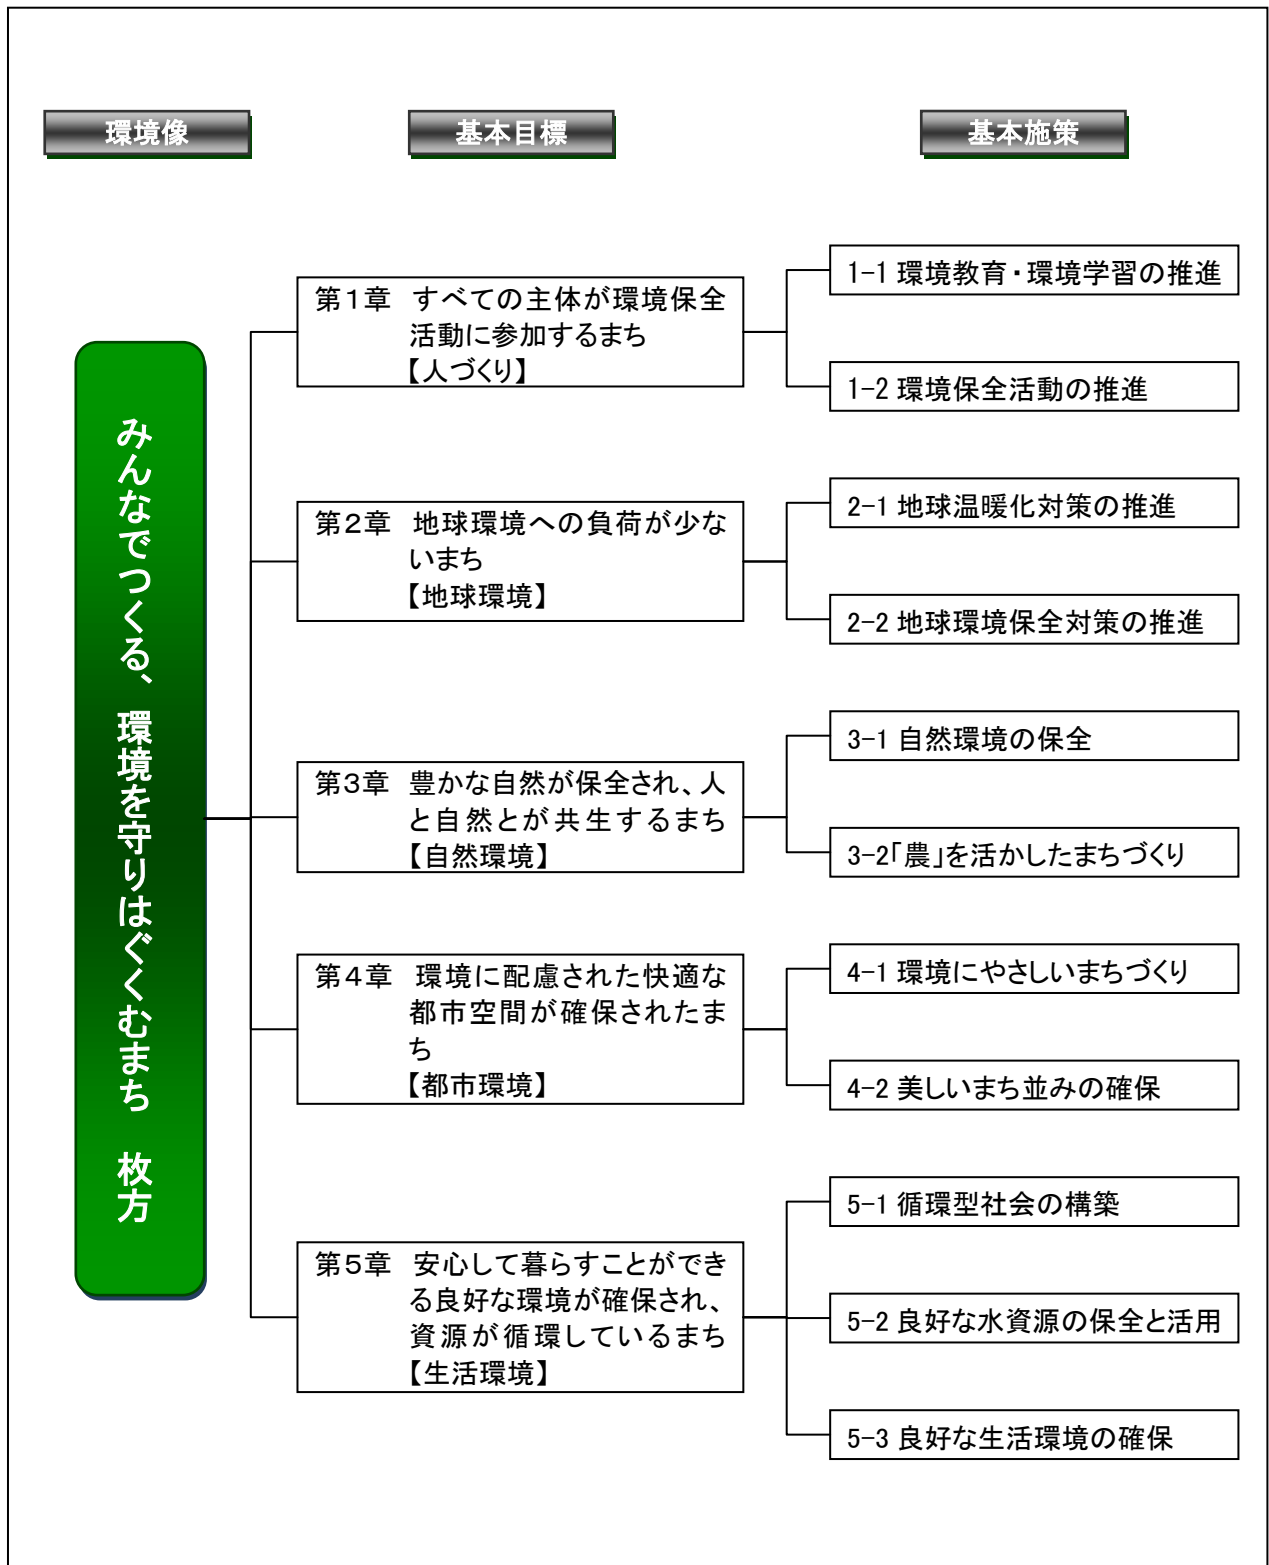 環境像
基本目標
基本施策
みんなでつくる、環境を守りはぐくむまち　枚方
第1章　すべての主体が環境保全
活動に参加するまち
【人づくり】
1-1 環境教育・環境学習の推進
1-2 環境保全活動の推進
第2章　地球環境への負荷が少な
いまち
【地球環境】
2-1 地球温暖化対策の推進
2-2 地球環境保全対策の推進
第3章　豊かな自然が保全され、人
と自然とが共生するまち
【自然環境】
3-1 自然環境の保全
3-2「農」を活かしたまちづくり
第4章　環境に配慮された快適な
都市空間が確保されたま
ち
【都市環境】
4-1 環境にやさしいまちづくり
4-2 美しいまち並みの確保
第5章　安心して暮らすことができ
る良好な環境が確保され、
資源が循環しているまち
【生活環境】
5-1 循環型社会の構築
5-2 良好な水資源の保全と活用
5-3 良好な生活環境の確保